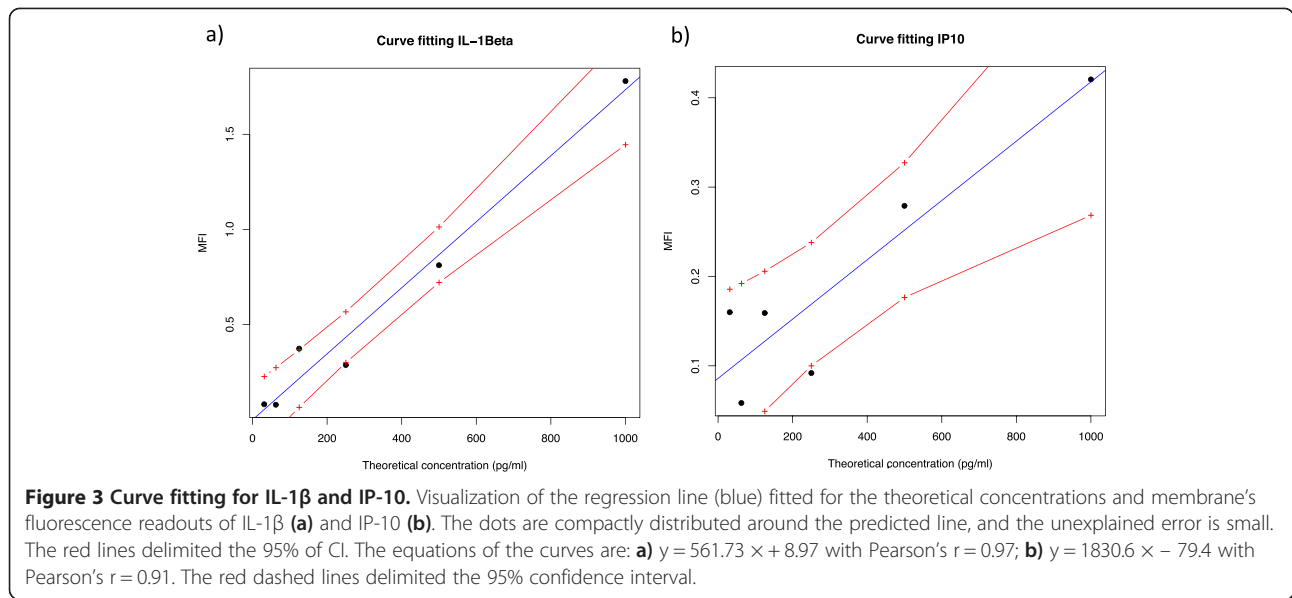 a)
Curve fitting IL−1Beta
MFI
1.5
1.0
0.5
0
200
400
600
800
1000
Theoretical concentration (pg/ml)
b)
Curve fitting IP10
MFI
0.4
0.3
0.2
0.1
0
200
400
600
800
1000
Theoretical concentration (pg/ml)
Figure 3 Curve fitting for IL-1β and IP-10. Visualization of the regression line (blue) fitted for the theoretical concentrations and membrane's
fluorescence readouts of IL-1β (a) and IP-10 (b). The dots are compactly distributed around the predicted line, and the unexplained error is small.
The red lines delimited the 95% of CI. The equations of the curves are: a) y = 561.73 × + 8.97 with Pearson's r = 0.97; b) y = 1830.6 × − 79.4 with
Pearson's r = 0.91. The red dashed lines delimited the 95% confidence interval.